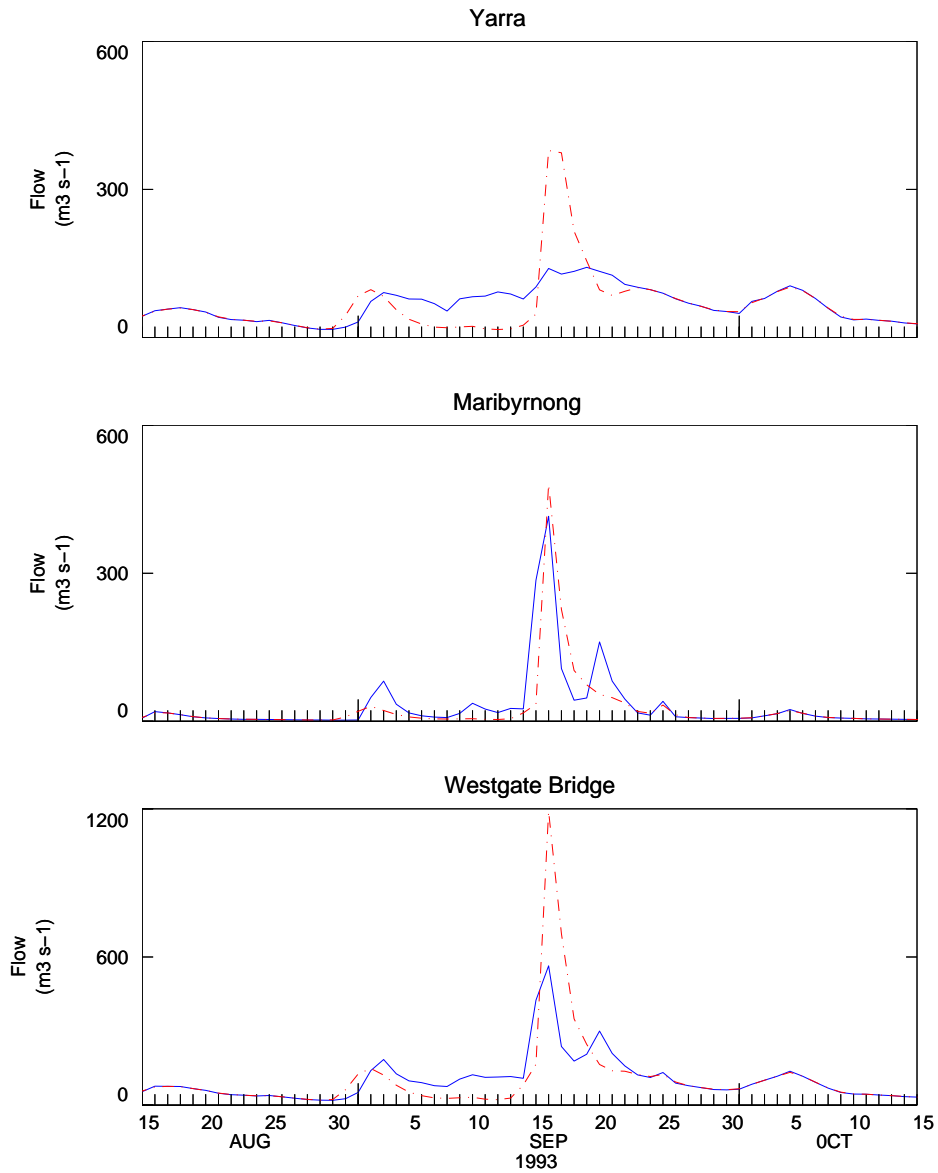 Yarra
600
300
0
Flow
(m3 s−1)
Maribyrnong
600
300
0
Flow
(m3 s−1)
Westgate Bridge
1200
600
0
Flow
(m3 s−1)
15 20 25 30 5 10 15 20 25 30 5 10 15
AUG SEP 0CT
1993